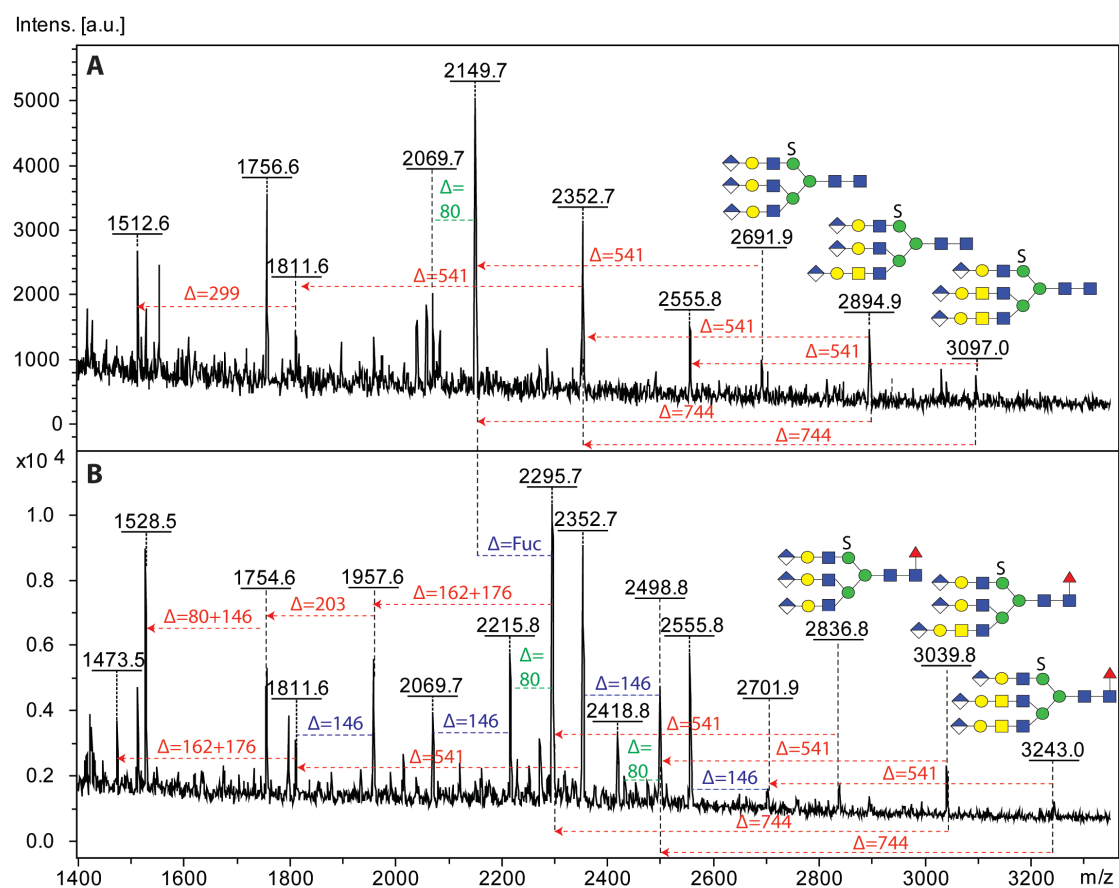 Intens. [a.u.]
A
2149.7
5000
4000
1756.6
2069.7
Δ=
80
S
2352.7
3000
1512.6
S
2691.9
1811.6
Δ=541
S
Δ=541
2000
Δ=299
2555.8
2894.9
Δ=541
1000
Δ=541
3097.0
0
Δ=744
Δ=744
x10 4
B
2295.7
1.0
1528.5
2352.7
Δ=Fuc
S
0.8
1754.6
1957.6
Δ=162+176
2498.8
S
Δ=80+146
Δ=203
2215.8
2555.8
2836.8
0.6
1473.5
Δ=
80
3039.8
S
1811.6
2069.7
Δ=146
2701.9
0.4
2418.8
Δ=146
Δ=146
Δ=541
3243.0
Δ=162+176
Δ=541
Δ=
80
Δ=541
0.2
Δ=146
Δ=744
0.0
Δ=744
1400
1600
1800
2000
2200
2400
2600
2800
3000
m/z
3200